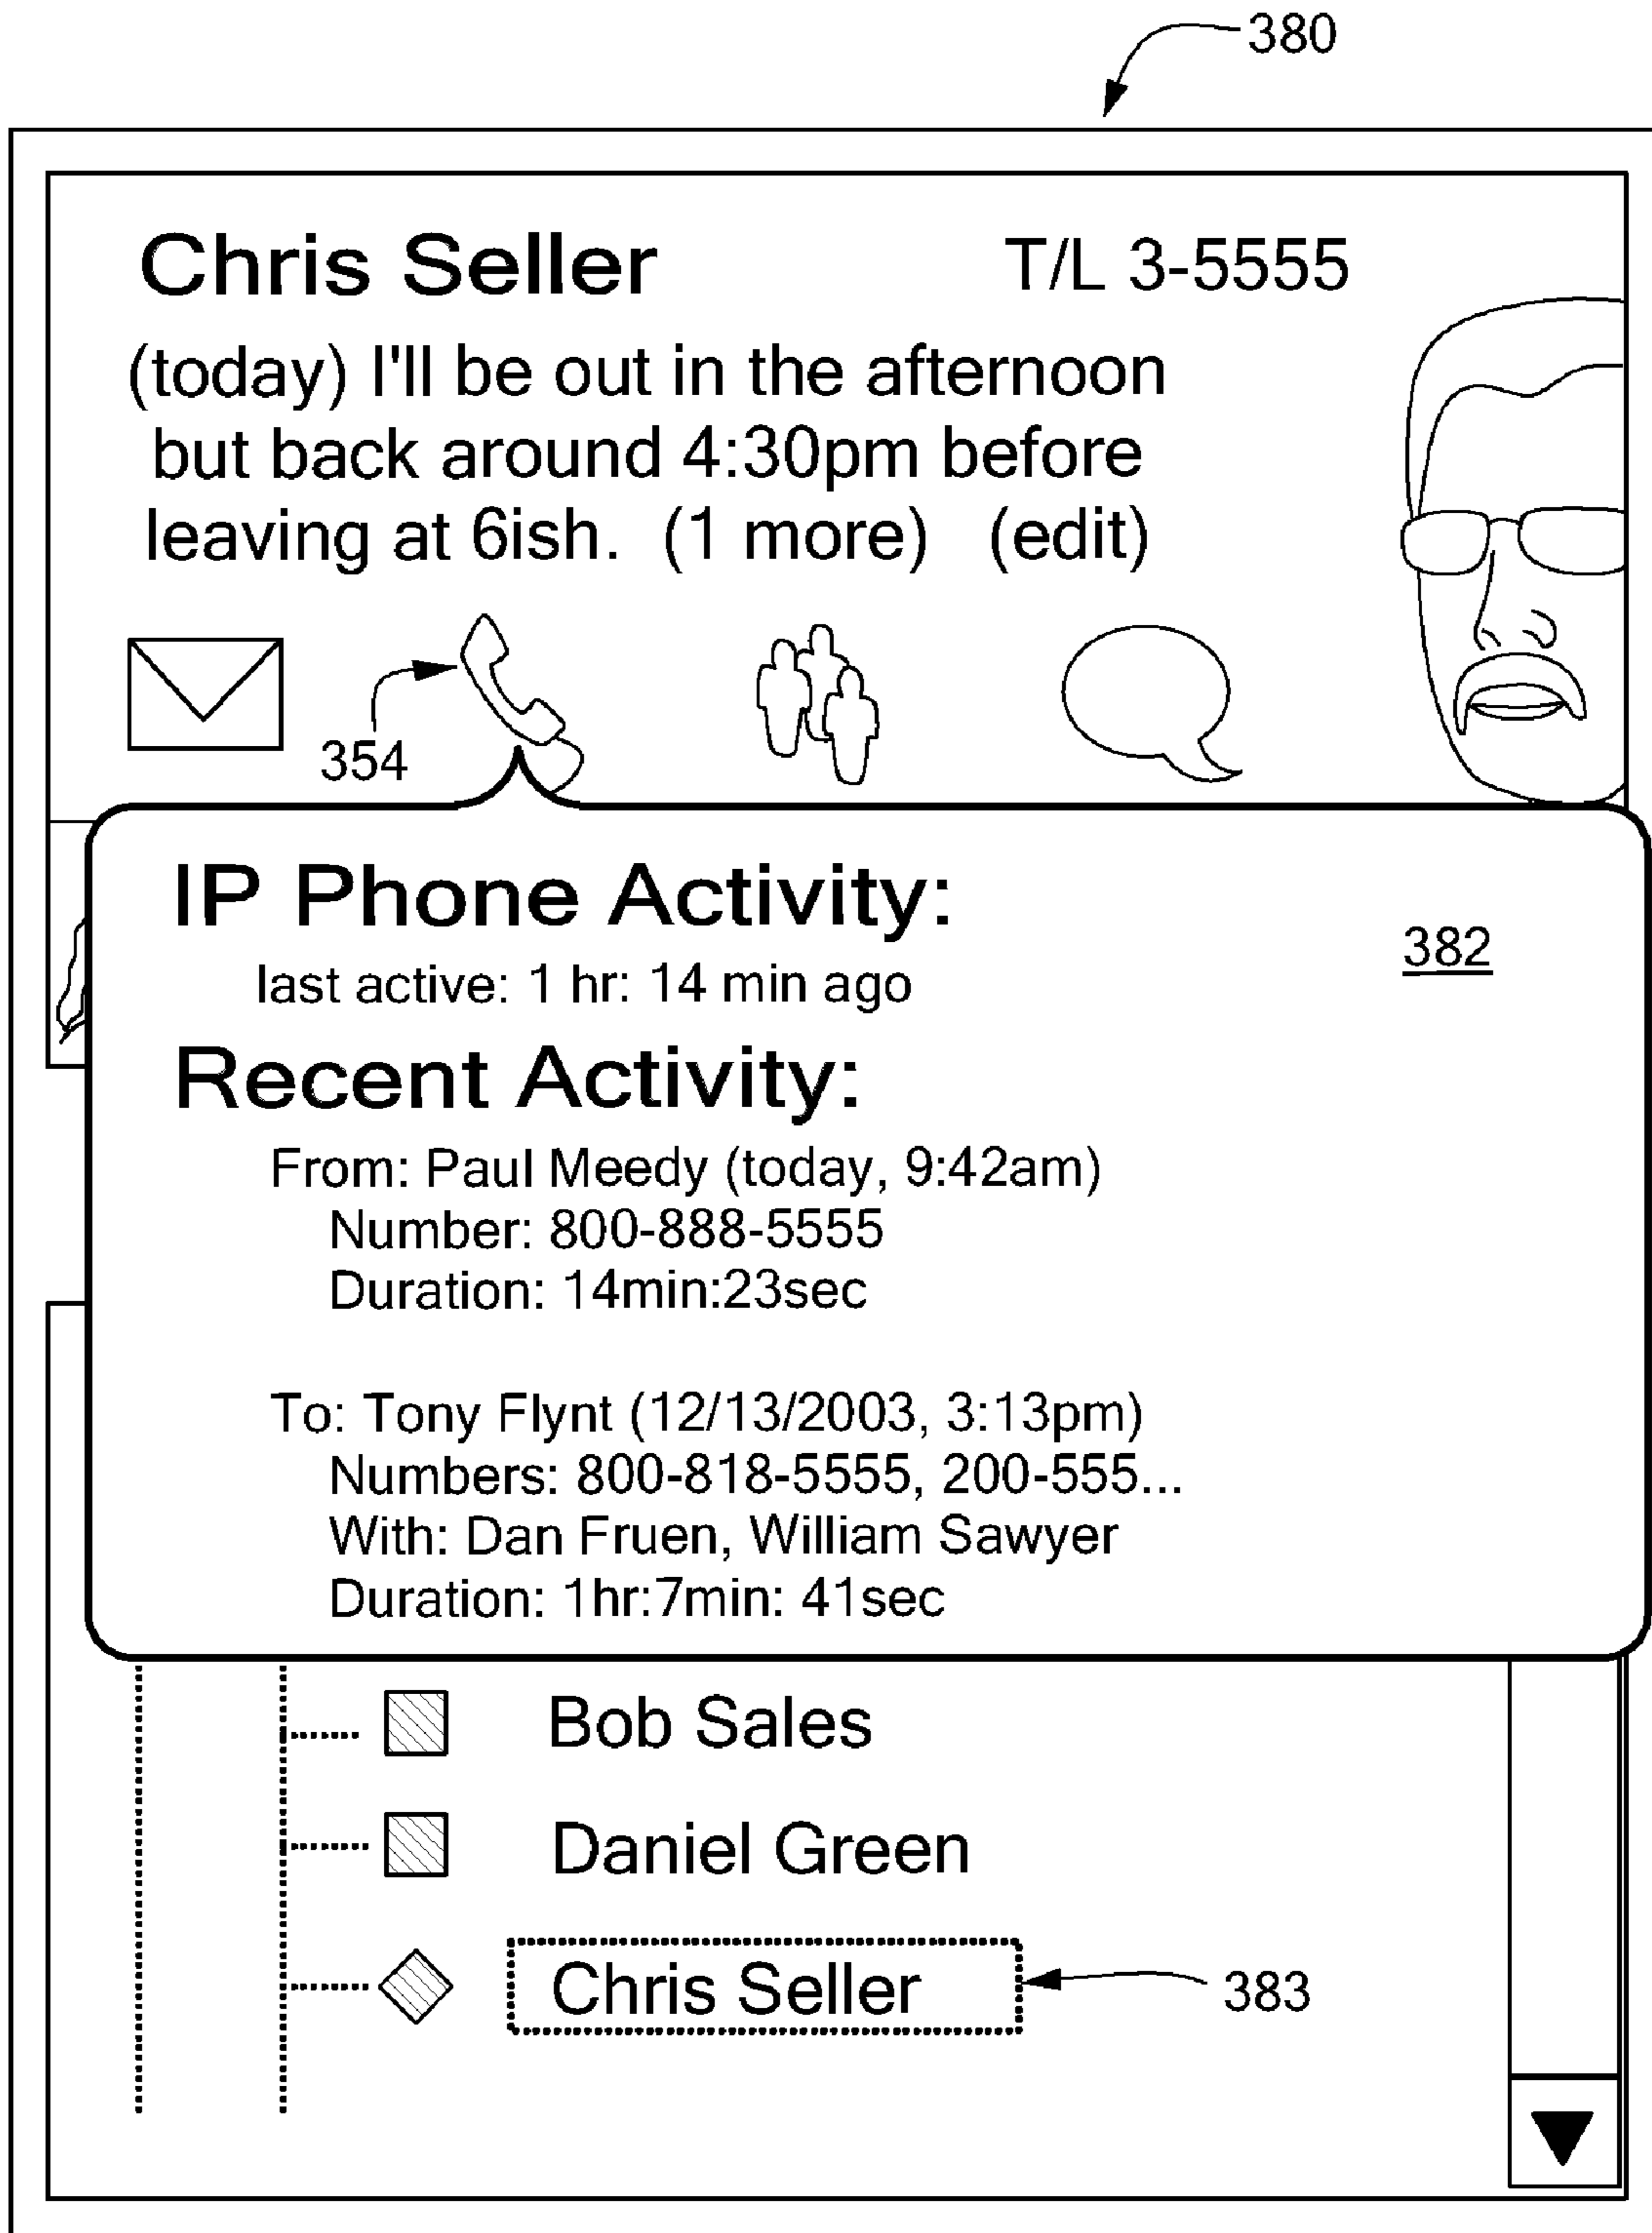 380
Chris Seller T/L 3-5555
(today) I'll be out in the afternoon
but back around 4:30pm before
leaving at 6ish. (1 more) (edit)
354
IP Phone Activity:
382
last active: 1 hr: 14 min ago
Recent Activity:
From: Paul Meedy (today, 9:42am)
Number: 800-888-5555
Duration: 14min:23sec
To: Tony Flynt (12/13/2003, 3:13pm)
Numbers: 800-818-5555, 200-555...
With: Dan Fruen, William Sawyer
Duration: 1hr:7min: 41sec
Bob Sales
Daniel Green
Chris Seller
383